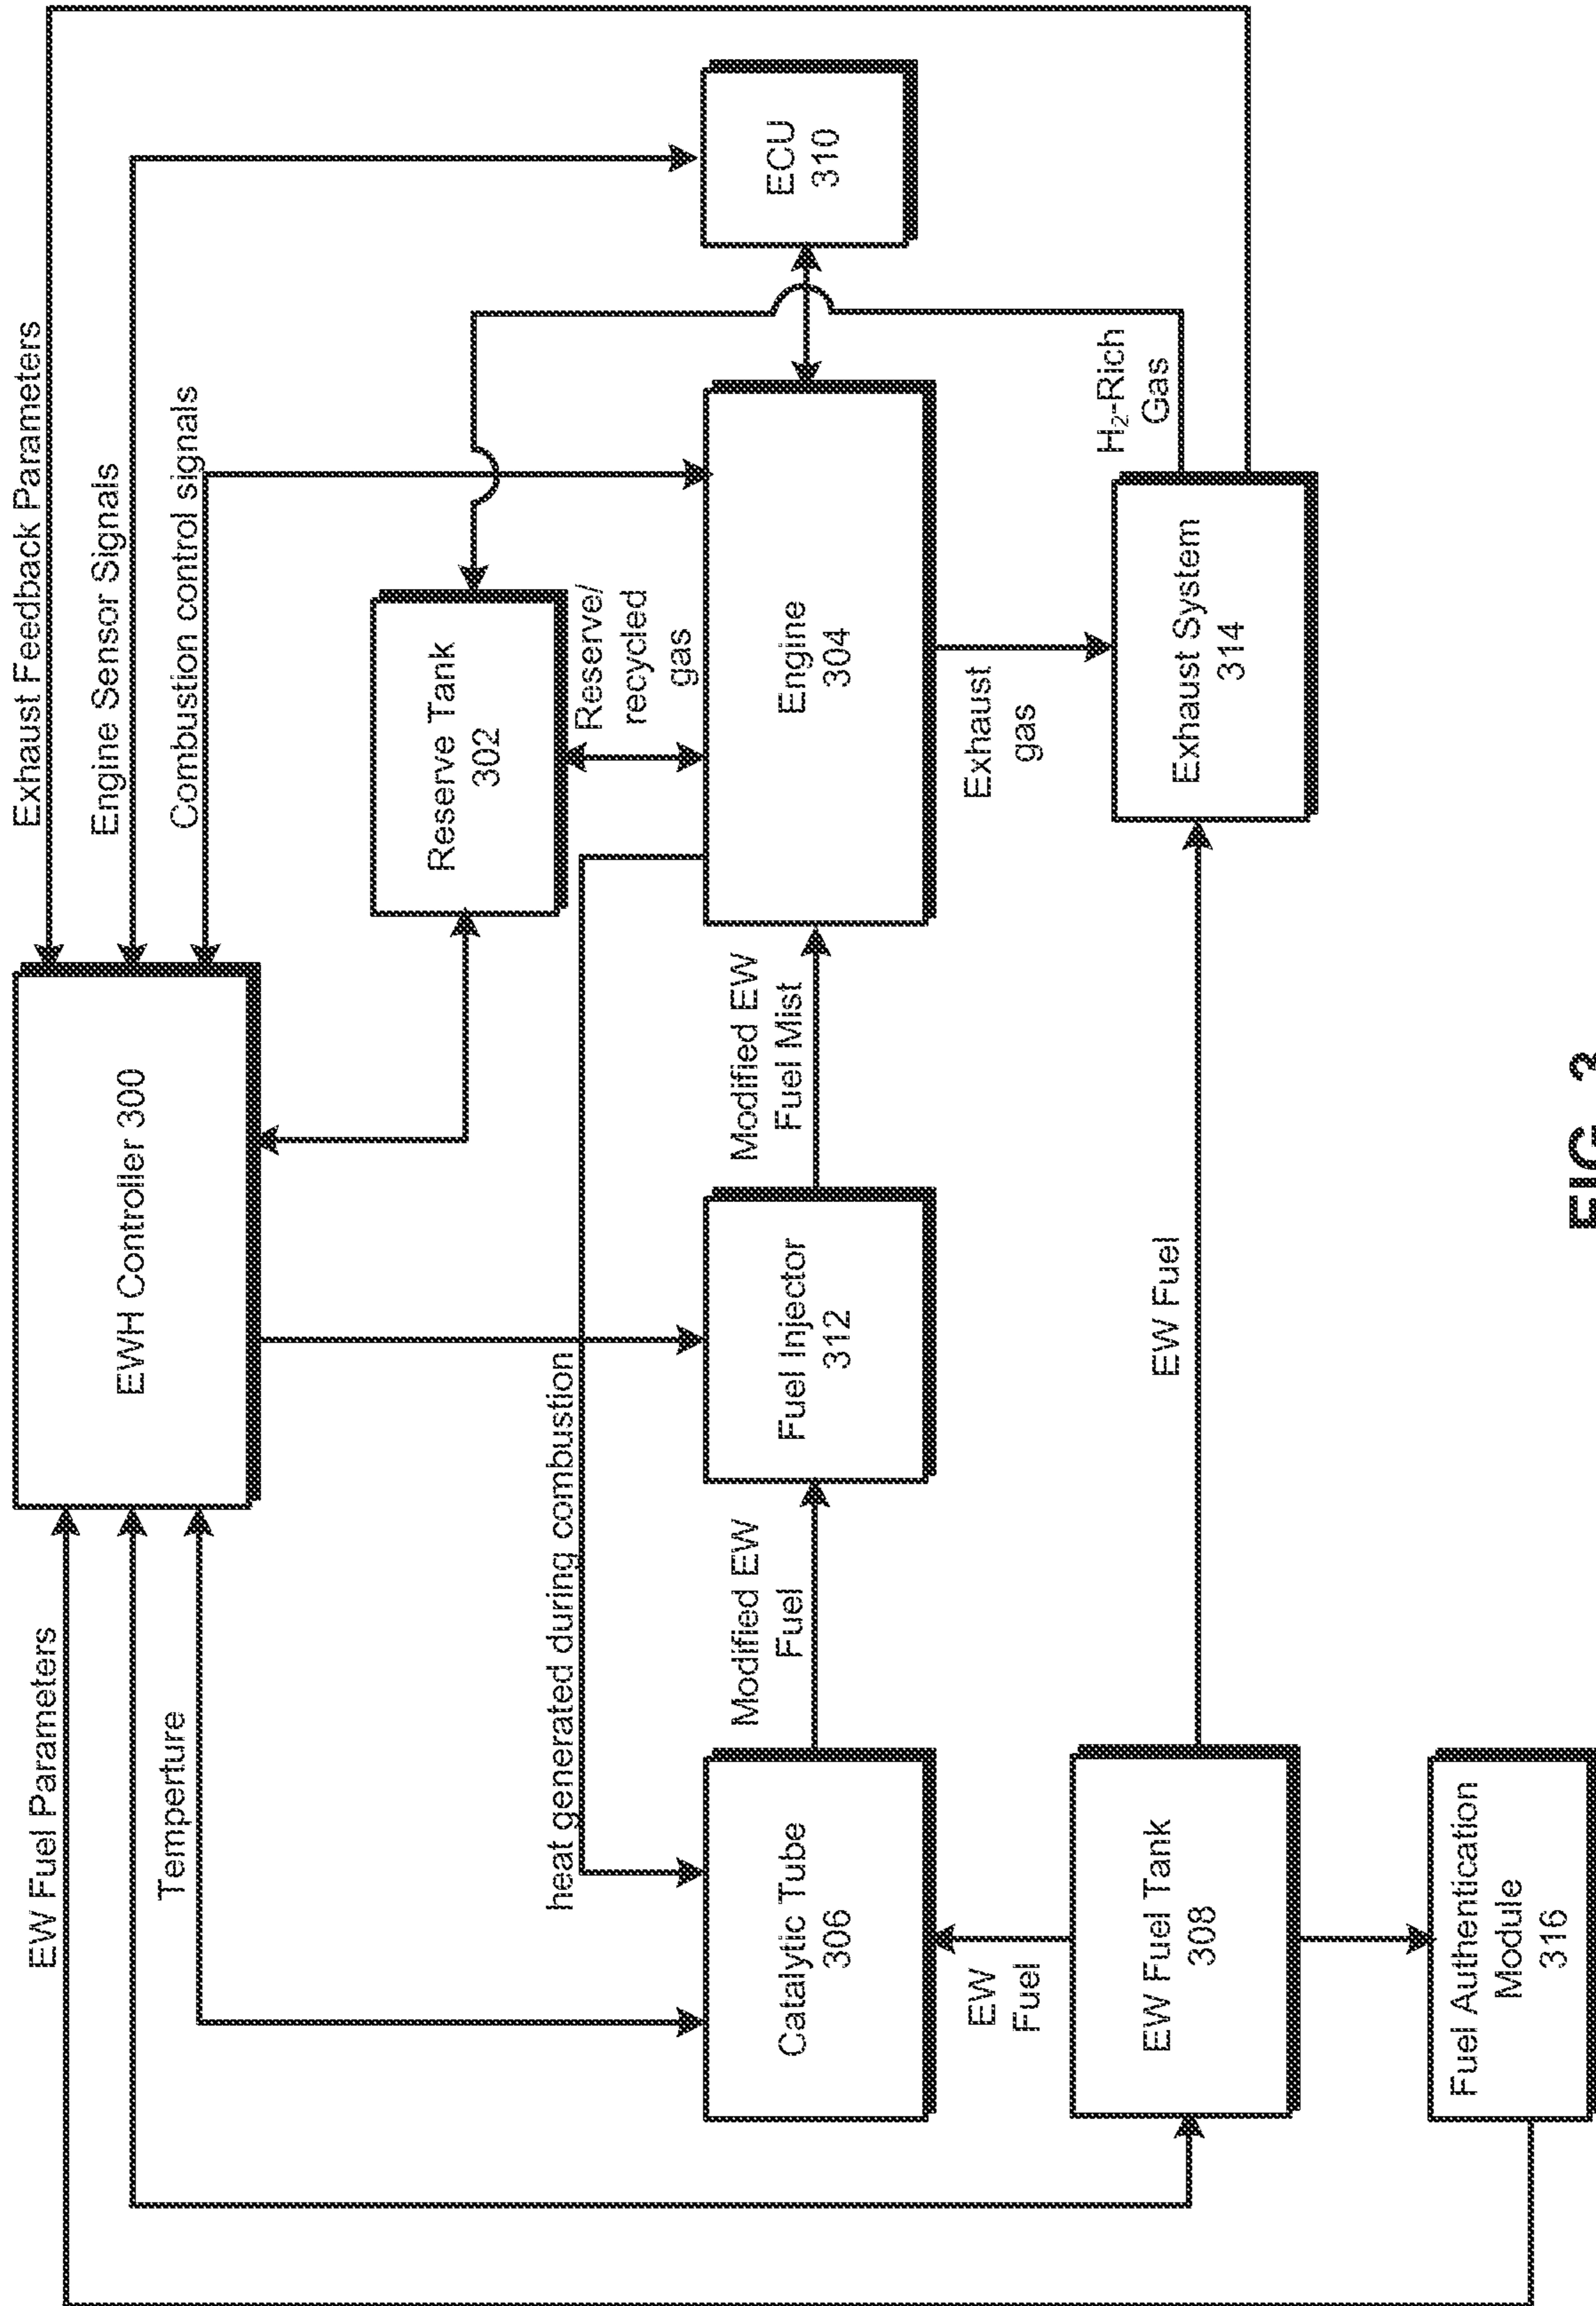 Exhaust Feedback Parameters
Engine Sensor Signals
Combustion control signals
EW Fuel Parameters
Temperture
EWH Controller 300
Reserve Tank
302
Reserve/
recycled
gas
ECU
310
heat generated during combustion
Catalytic Tube
306
Modified EW
Fuel
Fuel Injector
312
Modified EW
Fuel Mist
Engine
304
EW
Fuel
Exhaust
gas
H₂-Rich
Gas
EW Fuel Tank
308
EW Fuel
Exhaust System
314
Fuel Authentication
Module
316
FIG. 3